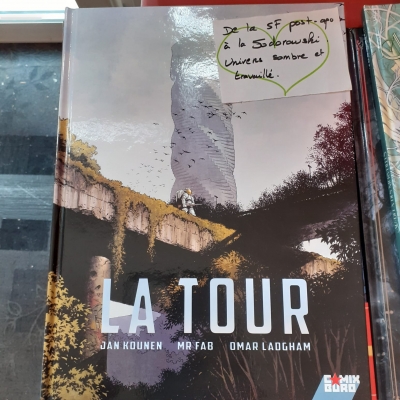 De la SF post-apo
à la Jodorowski
univers sombre et
travaillé.
LA TOUR
JAN KOUNEN MR FAB OMAR LADGHAM
COMIX
BURO